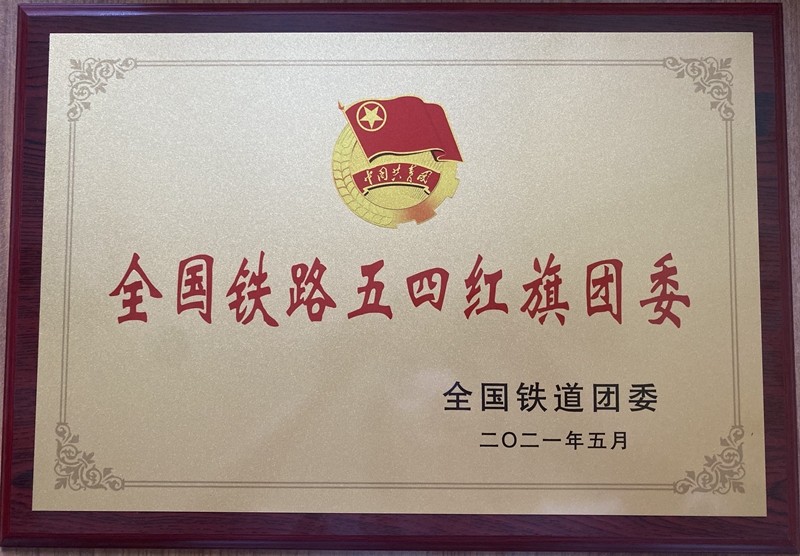 中国共青团
全国铁路五四红旗团委
全国铁道团委
二〇二一年五月